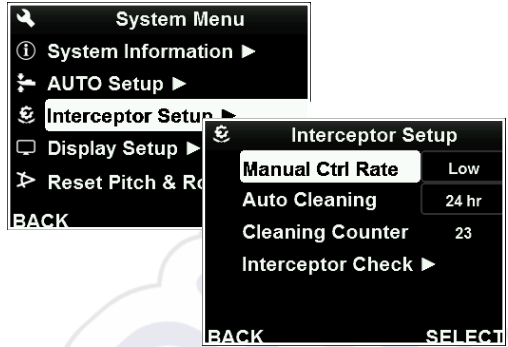 System Menu
System Information ►
AUTO Setup ►
Interceptor Setup ►
Display Setup ►
Reset Pitch & Ro
BACK
Interceptor Setup
Manual Ctrl Rate Low
Auto Cleaning 24 hr
Cleaning Counter 23
Interceptor Check ►
BACK SELECT